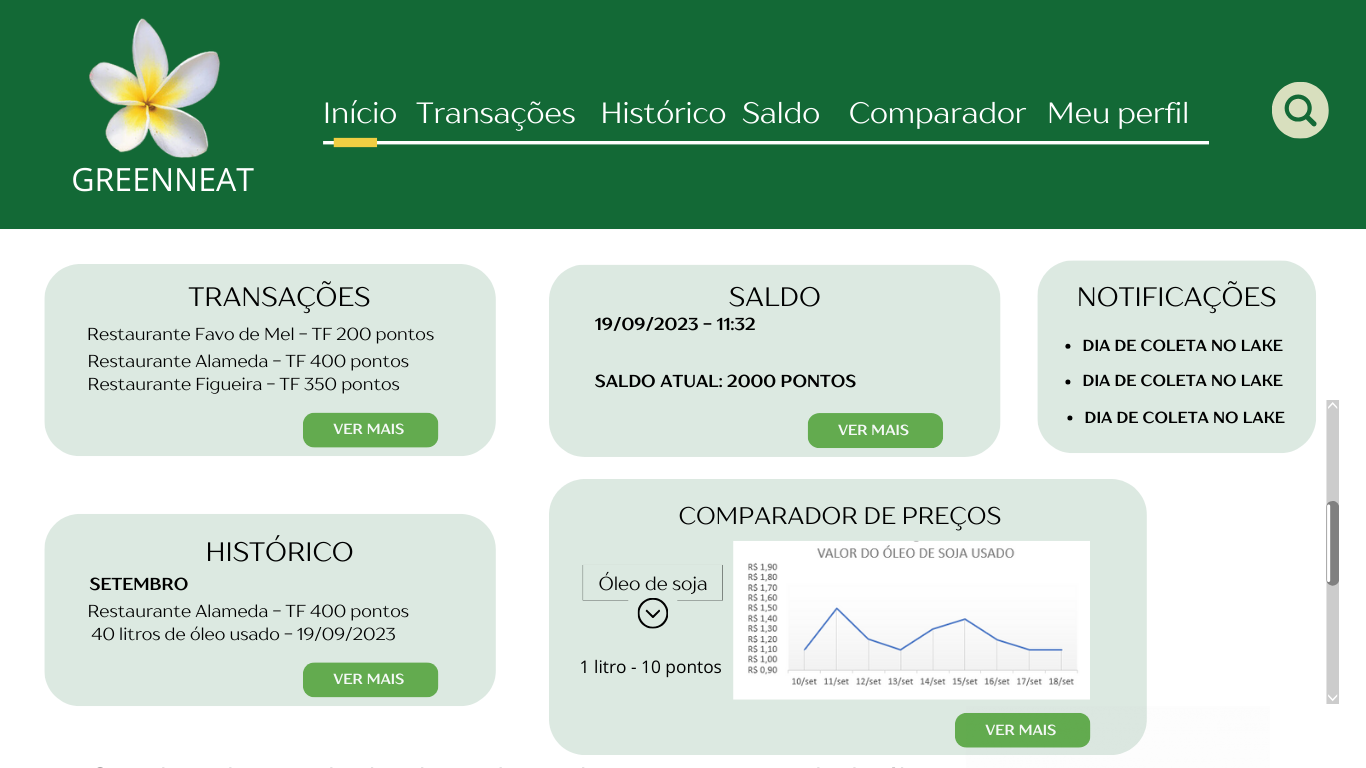 GREENNEAT
Início Transações Histórico Saldo Comparador Meu perfil
TRANSAÇÕES
Restaurante Favo de Mel – TF 200 pontos
Restaurante Alameda – TF 400 pontos
Restaurante Figueira – TF 350 pontos
VER MAIS
SALDO
19/09/2023 – 11:32
SALDO ATUAL: 2000 PONTOS
VER MAIS
NOTIFICAÇÕES
• DIA DE COLETA NO LAKE
• DIA DE COLETA NO LAKE
• DIA DE COLETA NO LAKE
HISTÓRICO
SETEMBRO
Restaurante Alameda – TF 400 pontos
40 litros de óleo usado – 19/09/2023
VER MAIS
COMPARADOR DE PREÇOS
Óleo de soja
1 litro - 10 pontos
VALOR DO ÓLEO DE SOJA USADO
R$ 1,90
R$ 1,80
R$ 1,70
R$ 1,60
R$ 1,50
R$ 1,40
R$ 1,30
R$ 1,20
R$ 1,10
R$ 1,00
R$ 0,90
10/set 11/set 12/set 13/set 14/set 15/set 16/set 17/set 18/set
VER MAIS